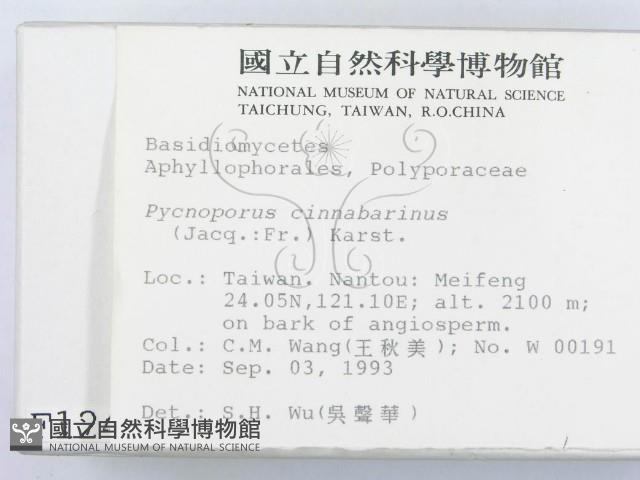 國立自然科學博物館
NATIONAL MUSEUM OF NATURAL SCIENCE
TAICHUNG, TAIWAN, R.O.CHINA
Basidiomycetes
Aphyllophorales, Polyporaceae
Pycnoporus cinnabarinus
(Jacq.:Fr.) Karst.
Loc.: Taiwan. Nantou: Meifeng
24.05N,121.10E; alt. 2100 m;
on bark of angiosperm.
Col.: C.M. Wang(王秋美); No. W 00191
Date: Sep. 03, 1993
Det.: S.H. Wu(吳聲華)
國立自然科學博物館
NATIONAL MUSEUM OF NATURAL SCIENCE